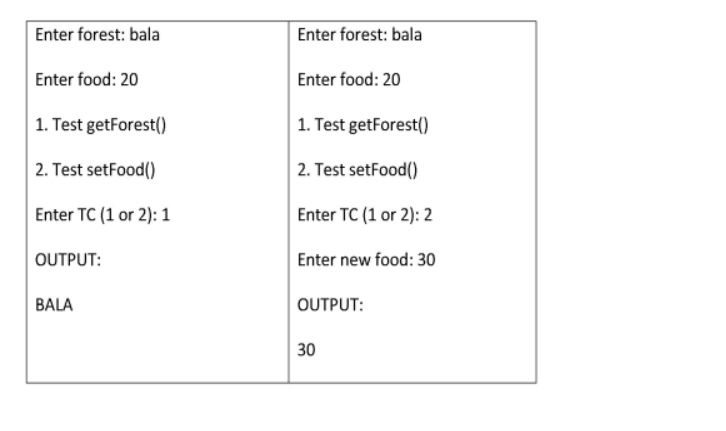 Enter forest: bala
Enter food: 20
1. Test getForest()
2. Test setFood()
Enter TC (1 or 2): 1
OUTPUT:
BALA
Enter forest: bala
Enter food: 20
1. Test getForest()
2. Test setFood()
Enter TC (1 or 2): 2
Enter new food: 30
OUTPUT:
30